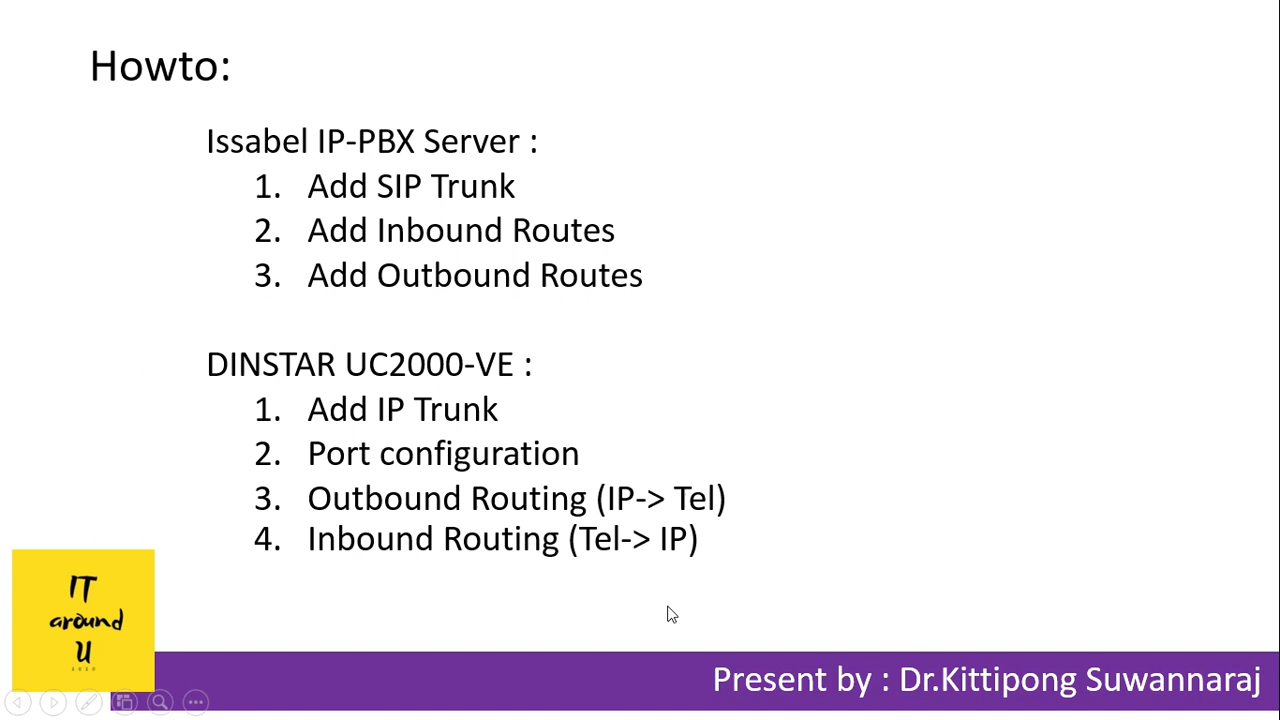 Howto:
Issabel IP-PBX Server :
1. Add SIP Trunk
2. Add Inbound Routes
3. Add Outbound Routes
DINSTAR UC2000-VE :
1. Add IP Trunk
2. Port configuration
3. Outbound Routing (IP-> Tel)
4. Inbound Routing (Tel-> IP)
IT
around
U
2020
Present by : Dr.Kittipong Suwannaraj